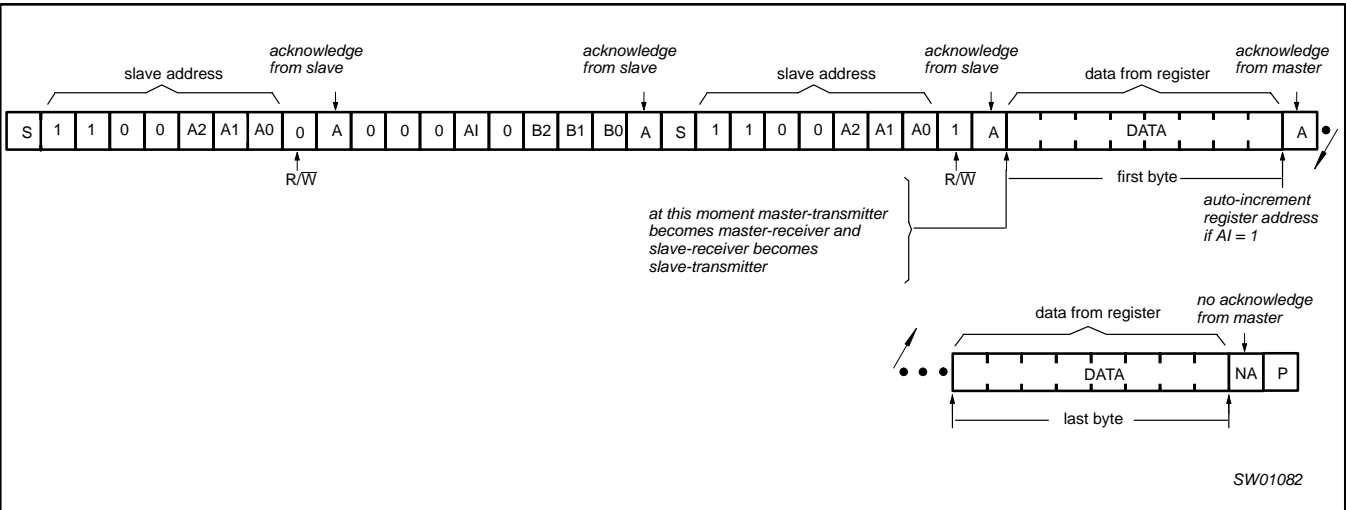 acknowledge
from slave
acknowledge
from slave
acknowledge
from slave
acknowledge
from master
slave address
slave address
data from register
S 1 1 0 0 A2 A1 A0 0 A 0 0 0 AI 0 B2 B1 B0 A S 1 1 0 0 A2 A1 A0 1 A DATA A
R/W̅
R/W̅
first byte
at this moment master-transmitter
becomes master-receiver and
slave-receiver becomes
slave-transmitter
auto-increment
register address
if AI = 1
data from register
no acknowledge
from master
DATA NA P
last byte
SW01082